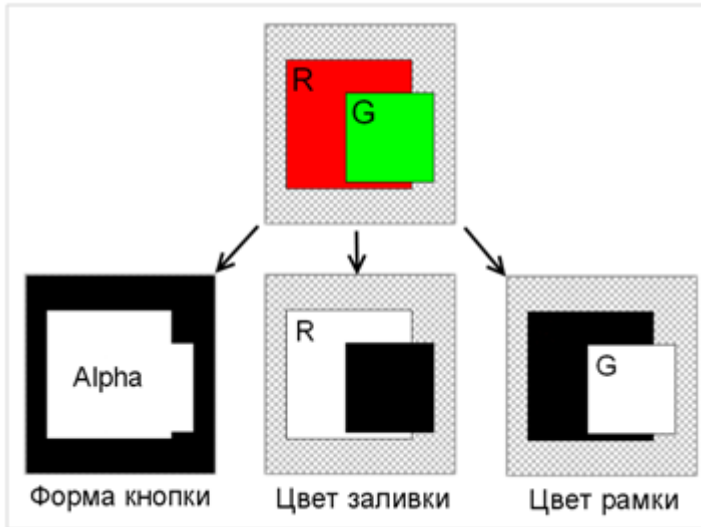 R
G
Alpha
R
G
Форма кнопки
Цвет заливки
Цвет рамки